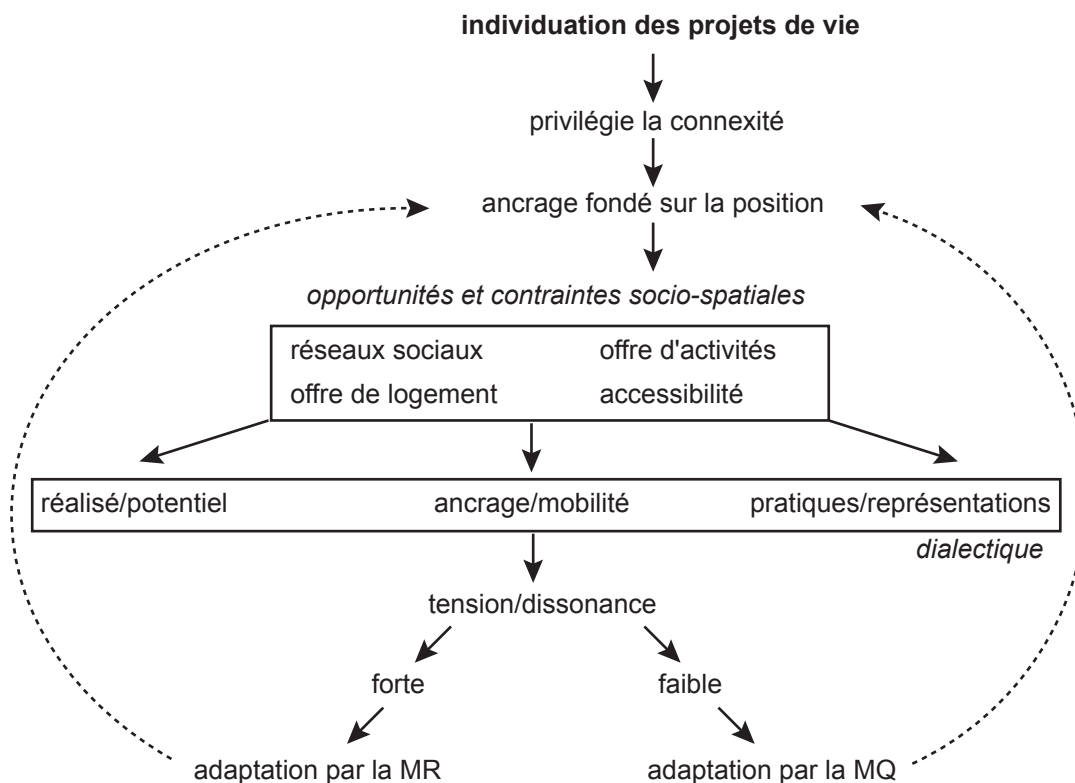 individuation des projets de vie
privilégie la connexité
ancrage fondé sur la position
opportunités et contraintes socio-spatiales
réseaux sociaux offre d'activités
offre de logement accessibilité
réalisé/potentiel ancrage/mobilité pratiques/représentations
dialectique
tension/dissonance
forte faible
adaptation par la MR adaptation par la MQ